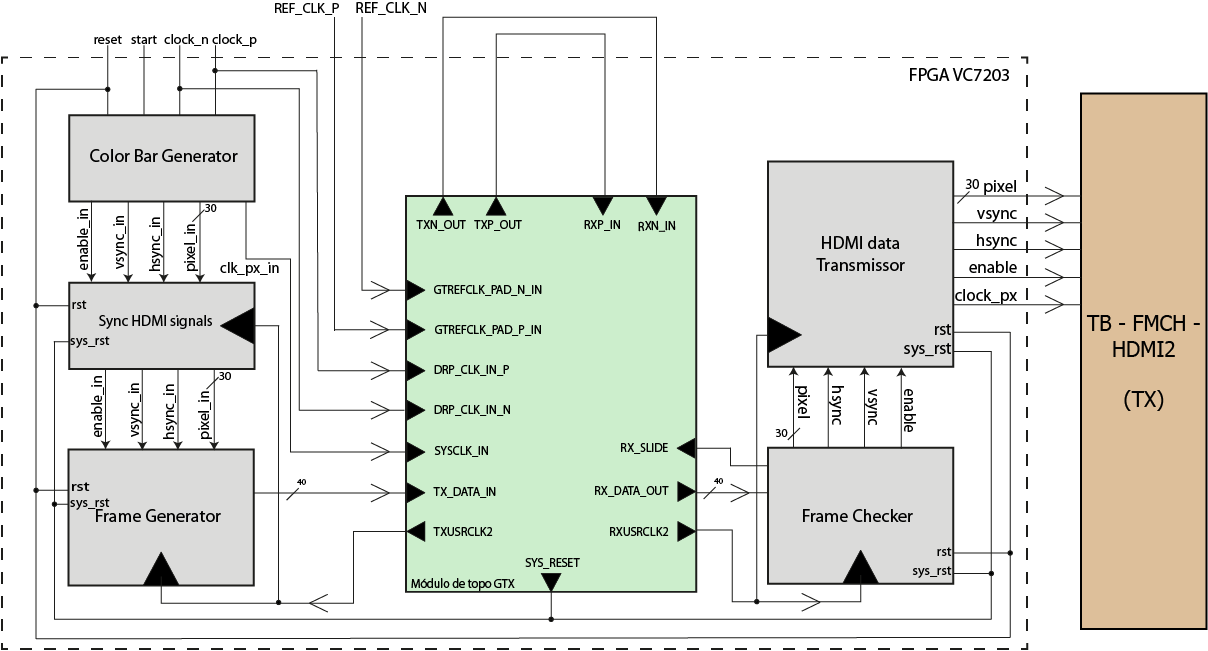 REF_CLK_P REF_CLK_N
reset start clock_n clock_p
FPGA VC7203
Color Bar Generator
enable_in
vsync_in
hsync_in
pixel_in
30
clk_px_in
rst
Sync HDMI signals
sys_rst
enable_in
vsync_in
hsync_in
pixel_in
30
rst
sys_rst
Frame Generator
40
TXN_OUT
TXP_OUT
RXP_IN
RXN_IN
GTREFCLK_PAD_N_IN
GTREFCLK_PAD_P_IN
DRP_CLK_IN_P
DRP_CLK_IN_N
SYSCLK_IN
TX_DATA_IN
TXUSRCLK2
RX_SLIDE
RX_DATA_OUT
RXUSRCLK2
SYS_RESET
Módulo de topo GTX
40
HDMI data
Transmissor
30 pixel
vsync
hsync
enable
clock_px
rst
sys_rst
pixel
hsync
vsync
enable
30
Frame Checker
rst
sys_rst
TB - FMCH -
HDMI2
(TX)